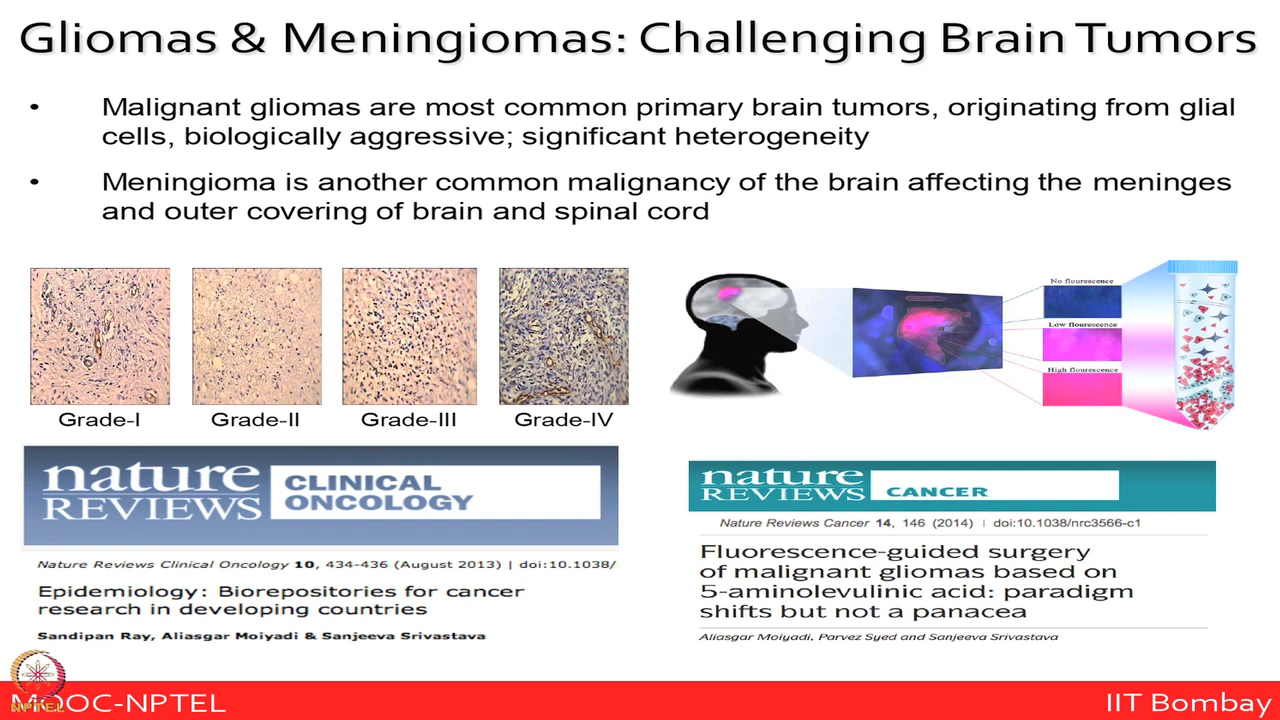 Gliomas & Meningiomas: Challenging Brain Tumors
• Malignant gliomas are most common primary brain tumors, originating from glial
cells, biologically aggressive; significant heterogeneity
• Meningioma is another common malignancy of the brain affecting the meninges
and outer covering of brain and spinal cord
Grade-I
Grade-II
Grade-III
Grade-IV
No flourescence
Low flourescence
High flourescence
nature
REVIEWS
CLINICAL
ONCOLOGY
Nature Reviews Clinical Oncology 10, 434-436 (August 2013) | doi:10.1038/
Epidemiology: Biorepositories for cancer
research in developing countries
Sandipan Ray, Aliasgar Moiyadi & Sanjeeva Srivastava
nature
REVIEWS
CANCER
Nature Reviews Cancer 14, 146 (2014) | doi:10.1038/nrc3566-c1
Fluorescence-guided surgery
of malignant gliomas based on
5-aminolevulinic acid: paradigm
shifts but not a panacea
Aliasgar Moiyadi, Parvez Syed and Sanjeeva Srivastava
MOOC-NPTEL
NPTEL
IIT Bombay